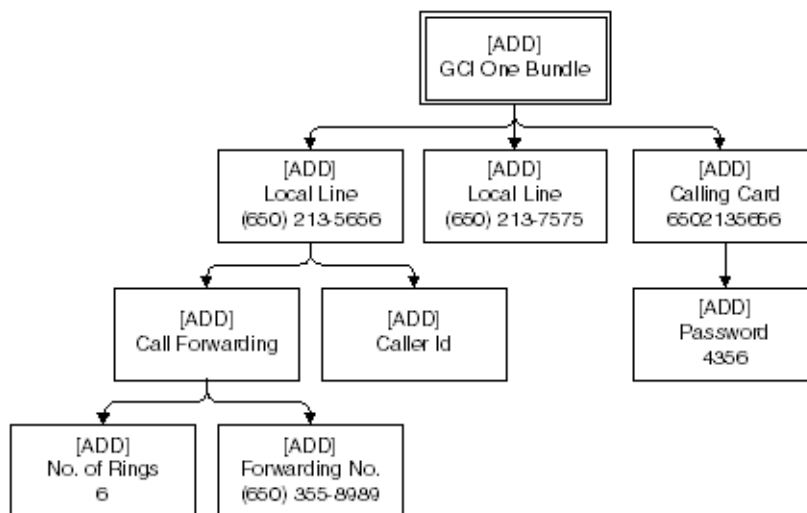 [ADD]
GCI One Bundle
[ADD]
Local Line
(650) 213-5656
[ADD]
Local Line
(650) 213-7575
[ADD]
Calling Card
6502135656
[ADD]
Call Forwarding
[ADD]
Caller Id
[ADD]
Password
4356
[ADD]
No. of Rings
6
[ADD]
Forwarding No.
(650) 355-8989